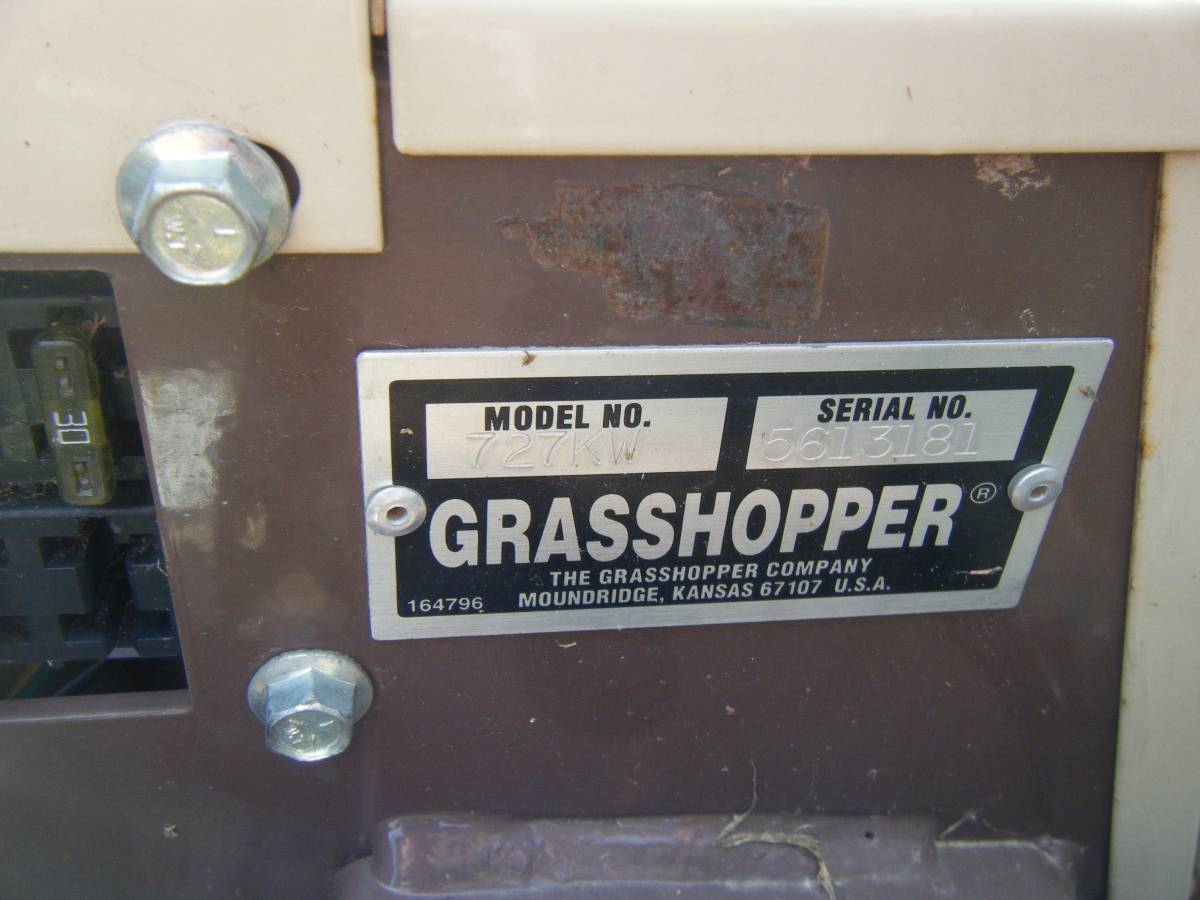 MODEL NO.
727KW
SERIAL NO.
5613181
GRASSHOPPER®
THE GRASSHOPPER COMPANY
MOUNDRIDGE, KANSAS 67107 U.S.A.
164796
30